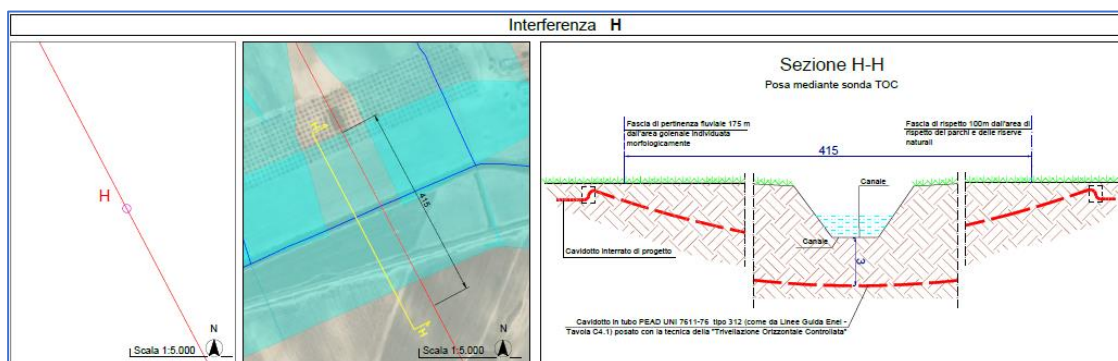 Interferenza H
H
N
Scala 1:5.000
H
415
H
N
Scala 1:5.000
Sezione H-H
Posa mediante sonda TOC
Fascia di pertinenza fluviale 175 m
dall'area golenale individuata
morfologicamente
Fascia di rispetto 100m dall'area di
rispetto dei parchi e delle riserve
naturali
415
Canale
Canale
Cavidotto interrato di progetto
3
Cavidotto in tubo PEAD UNI 7611-76 tipo 312 (come da Linee Guida Enel -
Tavola C4.1) posato con la tecnica della "Trivellazione Orizzontale Controllata"